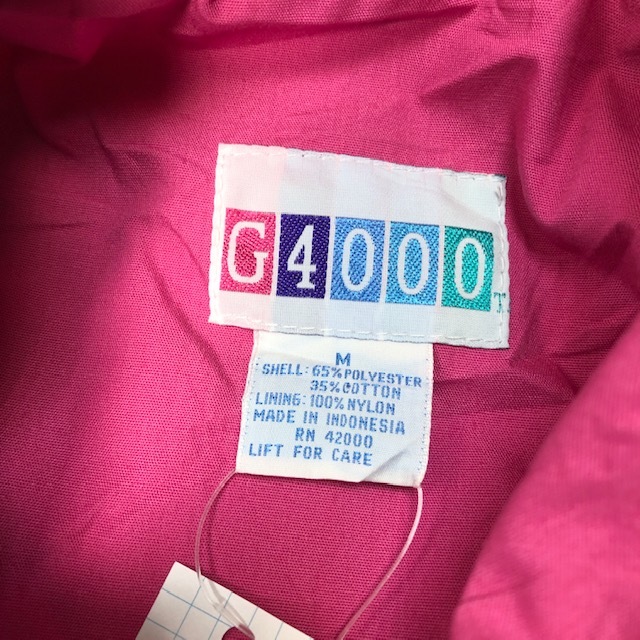 G4000
T
M
SHELL: 65% POLYESTER
35% COTTON
LINING: 100% NYLON
MADE IN INDONESIA
RN 42000
LIFT FOR CARE